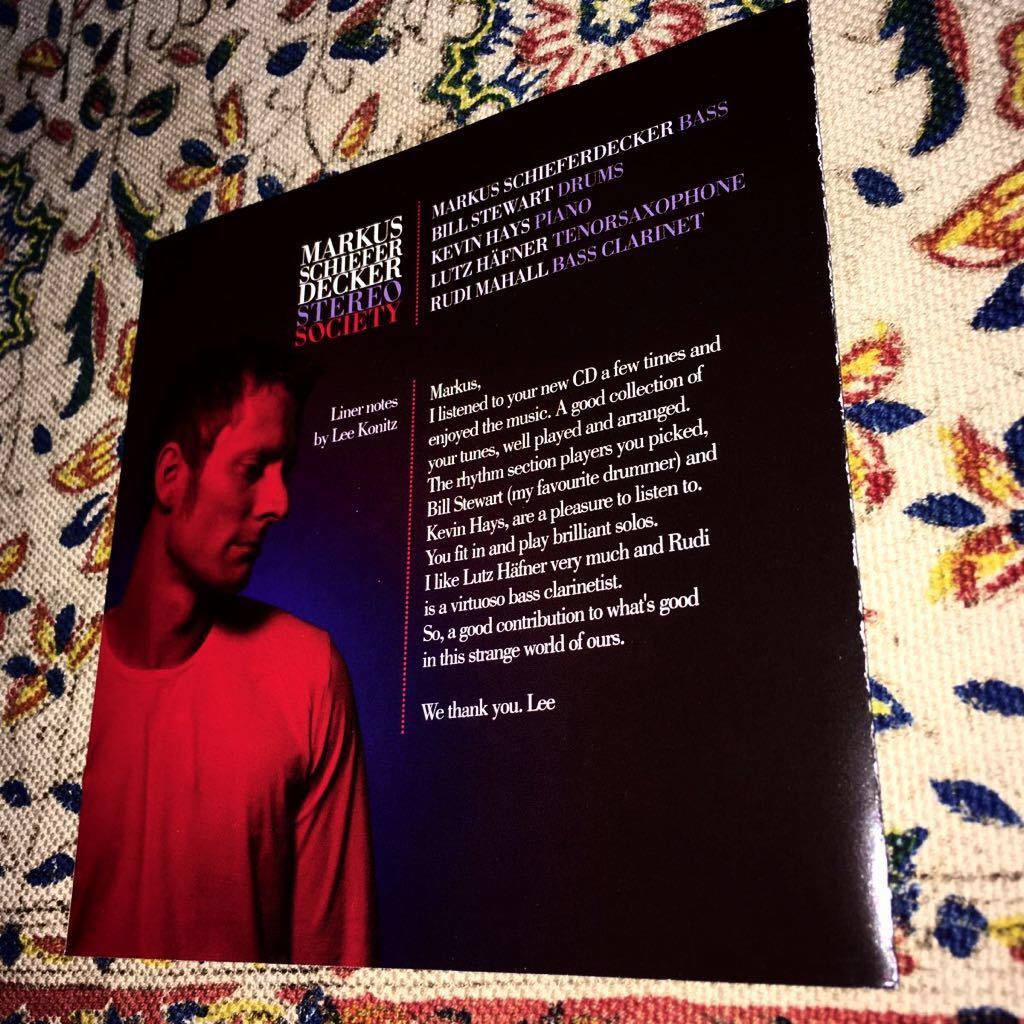 MARKUS
SCHIEFER
DECKER
STEREO
SOCIETY
MARKUS SCHIEFERDECKER BASS
BILL STEWART DRUMS
KEVIN HAYS PIANO
LUTZ HÄFNER TENORSAXOPHONE
RUDI MAHALL BASS CLARINET
Liner notes
by Lee Konitz
Markus,
I listened to your new CD a few times and
enjoyed the music. A good collection of
your tunes, well played and arranged.
The rhythm section players you picked,
Bill Stewart (my favourite drummer) and
Kevin Hays, are a pleasure to listen to.
You fit in and play brilliant solos.
I like Lutz Häfner very much and Rudi
is a virtuoso bass clarinetist.
So, a good contribution to what's good
in this strange world of ours.
We thank you. Lee